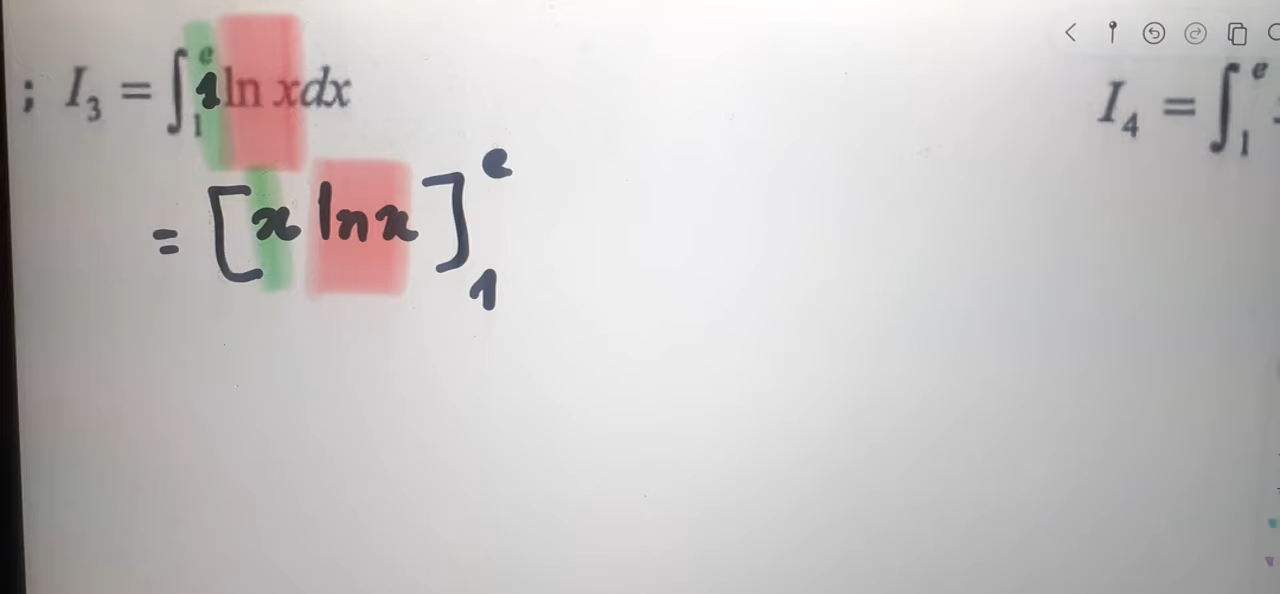 ; I₃ = ∫₁ᵉ 1 ln x dx
I₄ = ∫₁ᵉ
= [x ln x]₁ᵉ